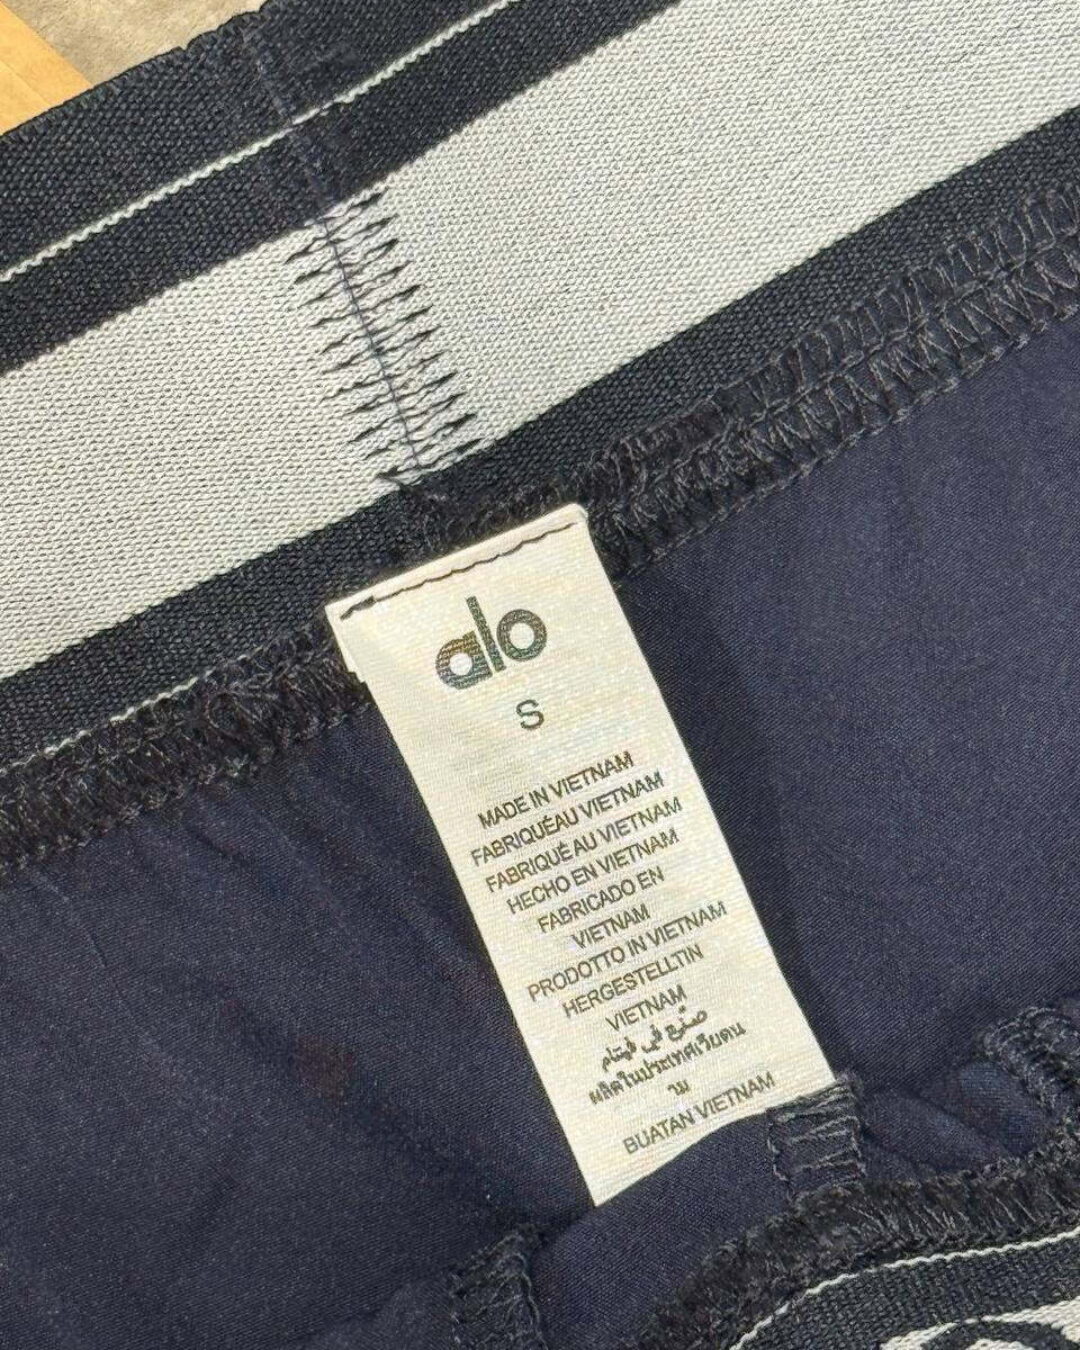 alo
S
MADE IN VIETNAM
FABRIQUÉAU VIETNAM
FABRIQUÉ AU VIETNAM
HECHO EN VIETNAM
FABRICADO EN
VIETNAM
PRODOTTO IN VIETNAM
HERGESTELLTIN
VIETNAM
صنّع في فيتنام
ผลิตในประเทศเวียดน
าม
BUATAN VIETNAM